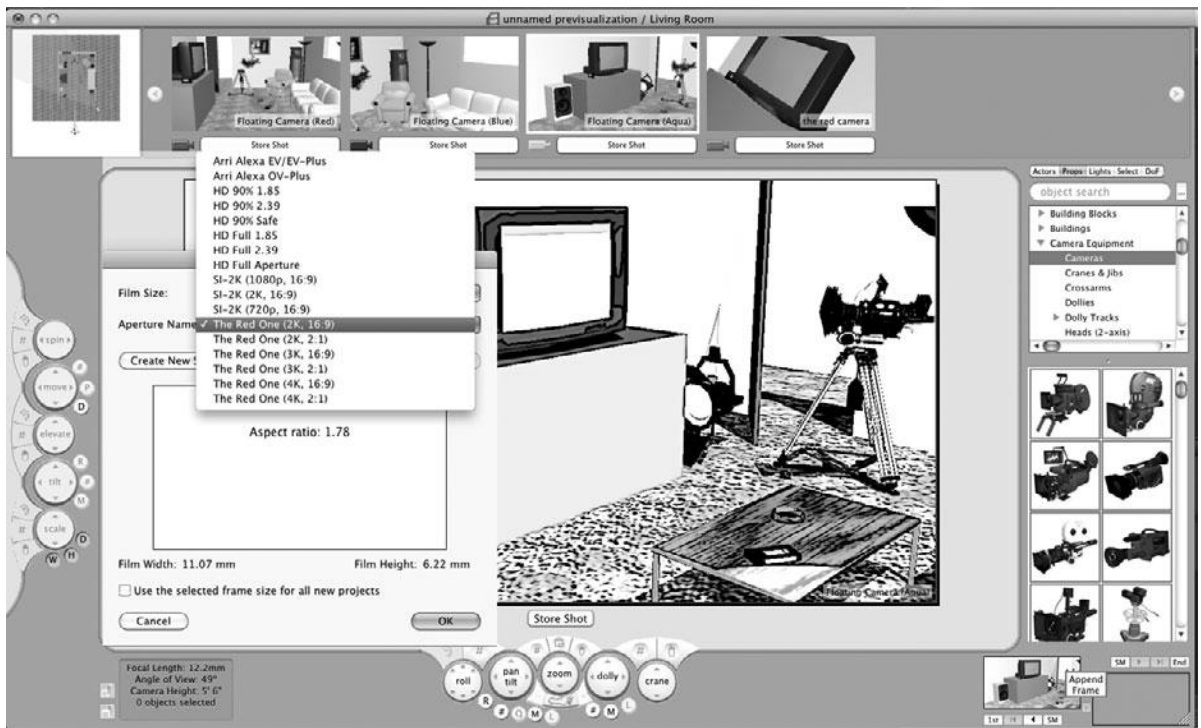 unnamed previsualization / Living Room
Floating Camera (Red)
Floating Camera (Blue)
Floating Camera (Aqua)
the red camera
Store Shot
Store Shot
Store Shot
Store Shot
Arri Alexa EV/EV-Plus
Arri Alexa OV-Plus
HD 90% 1.85
HD 90% 2.39
HD 90% Safe
HD Full 1.85
HD Full 2.39
HD Full Aperture
SI-2K (1080p, 16:9)
SI-2K (2K, 16:9)
SI-2K (720p, 16:9)
✓ The Red One (2K, 16:9)
The Red One (2K, 2:1)
The Red One (3K, 16:9)
The Red One (3K, 2:1)
The Red One (4K, 16:9)
The Red One (4K, 2:1)
Film Size:
Aperture Name
Create New
Aspect ratio: 1.78
Film Width: 11.07 mm
Film Height: 6.22 mm
Use the selected frame size for all new projects
Cancel
OK
Floating Camera (Aqua)
Store Shot
spin
move
elevate
tilt
scale
# P D
R # M
D H W
Actors Props Lights Select DoF
object search
...
Building Blocks
Buildings
Camera Equipment
Cameras
Cranes & Jibs
Crossarms
Dollies
Dolly Tracks
Heads (2-axis)
Focal Length: 12.2mm
Angle of View: 49°
Camera Height: 5' 6"
0 objects selected
roll
pan
tilt
zoom
dolly
crane
R # Q M L # M L
SM
End
Append
Frame
1st
SM